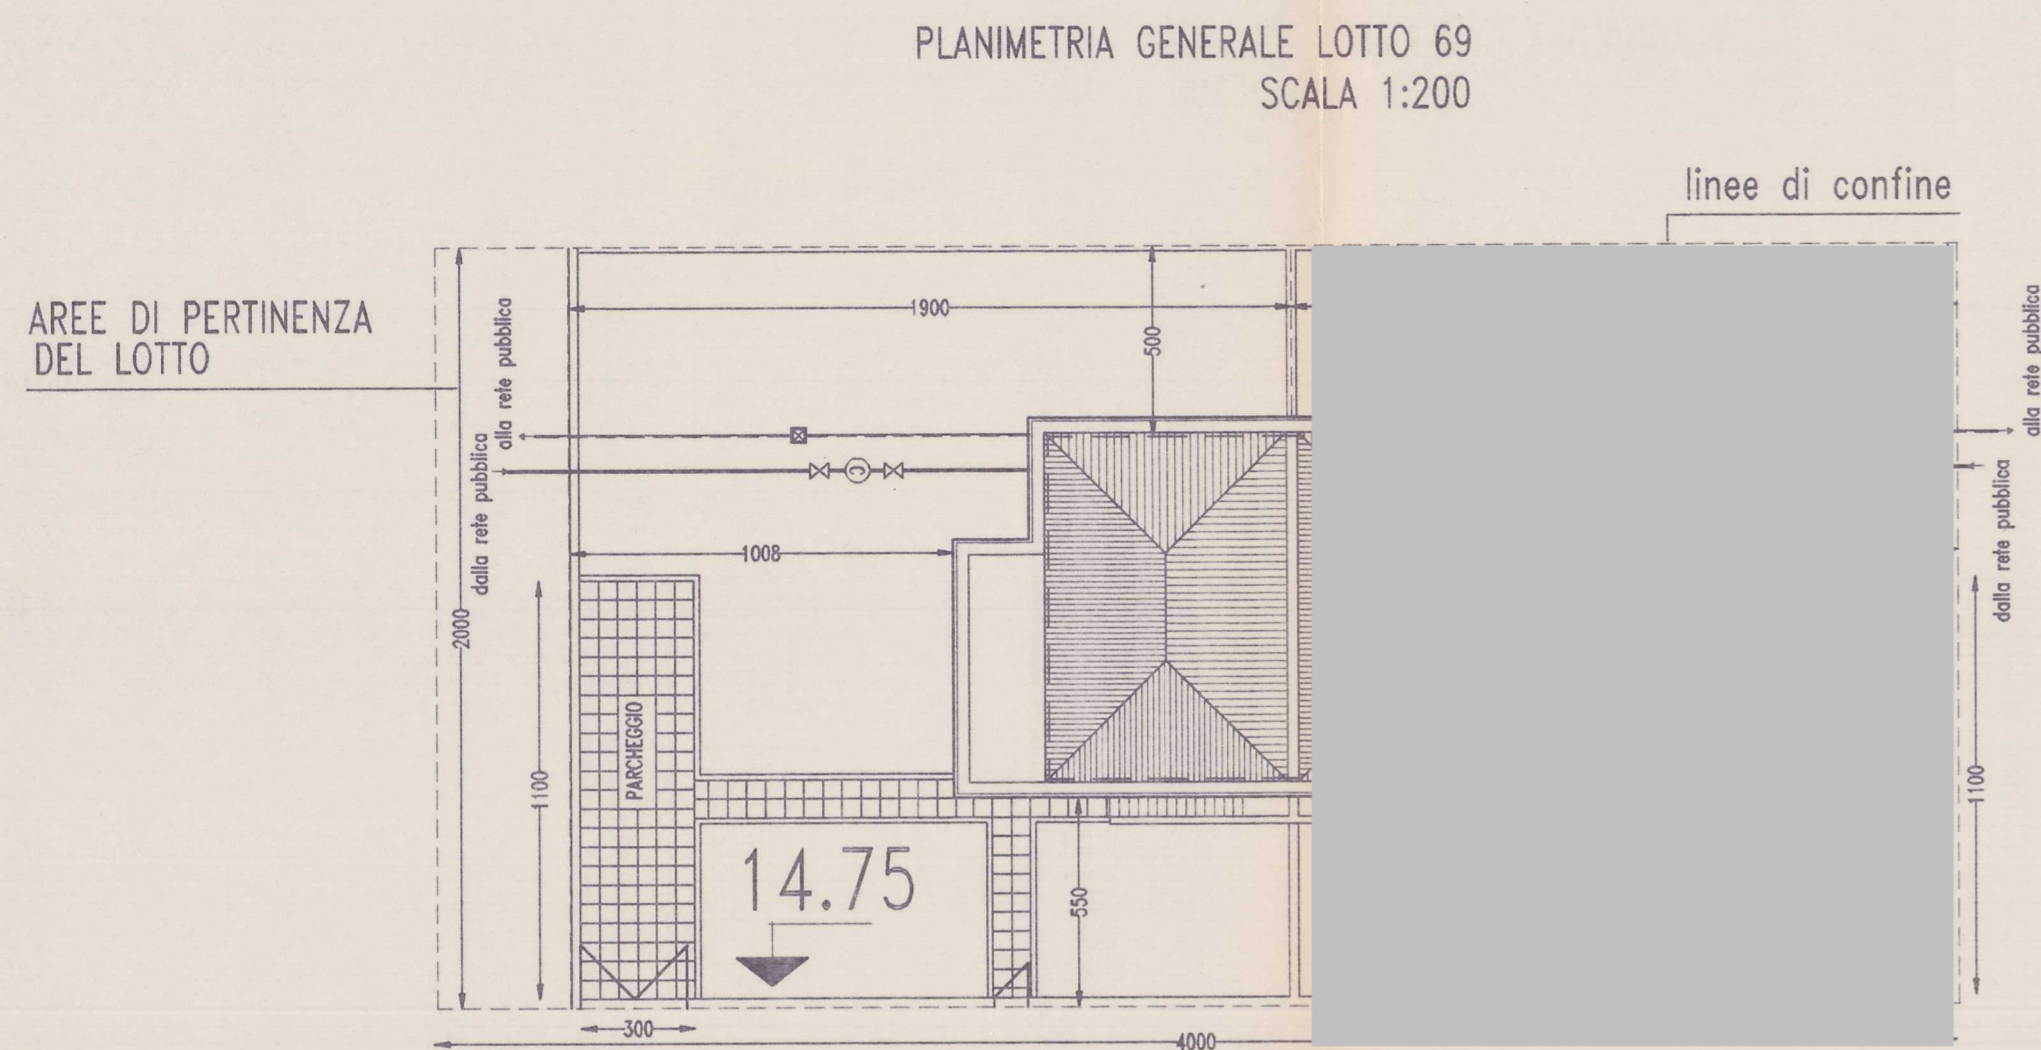 PLANIMETRIA GENERALE LOTTO 69
SCALA 1:200
linee di confine
AREE DI PERTINENZA
DEL LOTTO
alla rete pubblica
dalla rete pubblica
1900
500
1008
2000
1100
PARCHEGGIO
14.75
550
300
4000
C
alla rete pubblica
dalla rete pubblica
1100